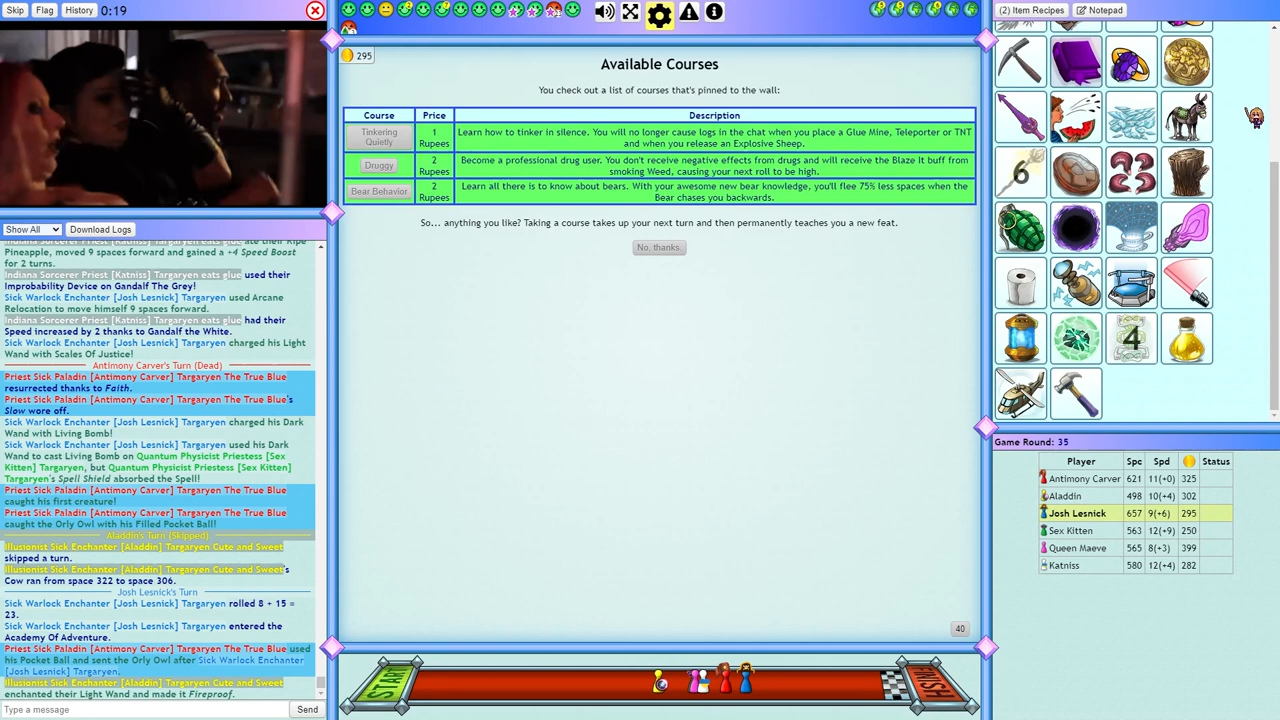 Skip
Flag
History
0:19
Show All
Download Logs
Indiana Sorcerer Priest [Katniss] Targaryen eats glue ate their Ripe
Pineapple, moved 9 spaces forward and gained a +4 Speed Boost
for 2 turns.
Indiana Sorcerer Priest [Katniss] Targaryen eats glue used their
Improbability Device on Gandalf The Grey!
Sick Warlock Enchanter [Josh Lesnick] Targaryen used Arcane
Relocation to move himself 9 spaces forward.
Indiana Sorcerer Priest [Katniss] Targaryen eats glue had their
Speed increased by 2 thanks to Gandalf the White.
Sick Warlock Enchanter [Josh Lesnick] Targaryen charged his Light
Wand with Scales Of Justice!
Antimony Carver's Turn (Dead)
Priest Sick Paladin [Antimony Carver] Targaryen The True Blue
resurrected thanks to Faith.
Priest Sick Paladin [Antimony Carver] Targaryen The True Blue's
Slow wore off.
Sick Warlock Enchanter [Josh Lesnick] Targaryen charged his Dark
Wand with Living Bomb!
Sick Warlock Enchanter [Josh Lesnick] Targaryen used his Dark
Wand to cast Living Bomb on Quantum Physicist Priestess [Sex
Kitten] Targaryen, but Quantum Physicist Priestess [Sex Kitten]
Targaryen's Spell Shield absorbed the Spell!
Priest Sick Paladin [Antimony Carver] Targaryen The True Blue
caught his first creature!
Priest Sick Paladin [Antimony Carver] Targaryen The True Blue
caught the Orly Owl with his Filled Pocket Ball!
Aladdin's Turn (Skipped)
Illusionist Sick Enchanter [Aladdin] Targaryen Cute and Sweet
skipped a turn.
Illusionist Sick Enchanter [Aladdin] Targaryen Cute and Sweet's
Cow ran from space 322 to space 306.
Josh Lesnick's Turn
Sick Warlock Enchanter [Josh Lesnick] Targaryen rolled 8 + 15 =
23.
Sick Warlock Enchanter [Josh Lesnick] Targaryen entered the
Academy Of Adventure.
Priest Sick Paladin [Antimony Carver] Targaryen The True Blue used
his Pocket Ball and sent the Orly Owl after Sick Warlock Enchanter
[Josh Lesnick] Targaryen.
Illusionist Sick Enchanter [Aladdin] Targaryen Cute and Sweet
enchanted their Light Wand and made it Fireproof.
Type a message
Send
295
Available Courses
You check out a list of courses that's pinned to the wall:
Course Price Description
Tinkering Quietly 1 Rupees Learn how to tinker in silence. You will no longer cause logs in the chat when you place a Glue Mine, Teleporter or TNT
and when you release an Explosive Sheep.
Druggy 2 Rupees Become a professional drug user. You don't receive negative effects from drugs and will receive the Blaze It buff from
smoking Weed, causing your next roll to be high.
Bear Behavior 2 Rupees Learn all there is to know about bears. With your awesome new bear knowledge, you'll flee 75% less spaces when the
Bear chases you backwards.
So... anything you like? Taking a course takes up your next turn and then permanently teaches you a new feat.
No, thanks.
40
START
FINISH
(2) Item Recipes
Notepad
6
4
Game Round: 35
Player Spc Spd Status
Antimony Carver 621 11(+0) 325
Aladdin 498 10(+4) 302
Josh Lesnick 657 9(+6) 295
Sex Kitten 563 12(+9) 250
Queen Maeve 565 8(+3) 399
Katniss 580 12(+4) 282